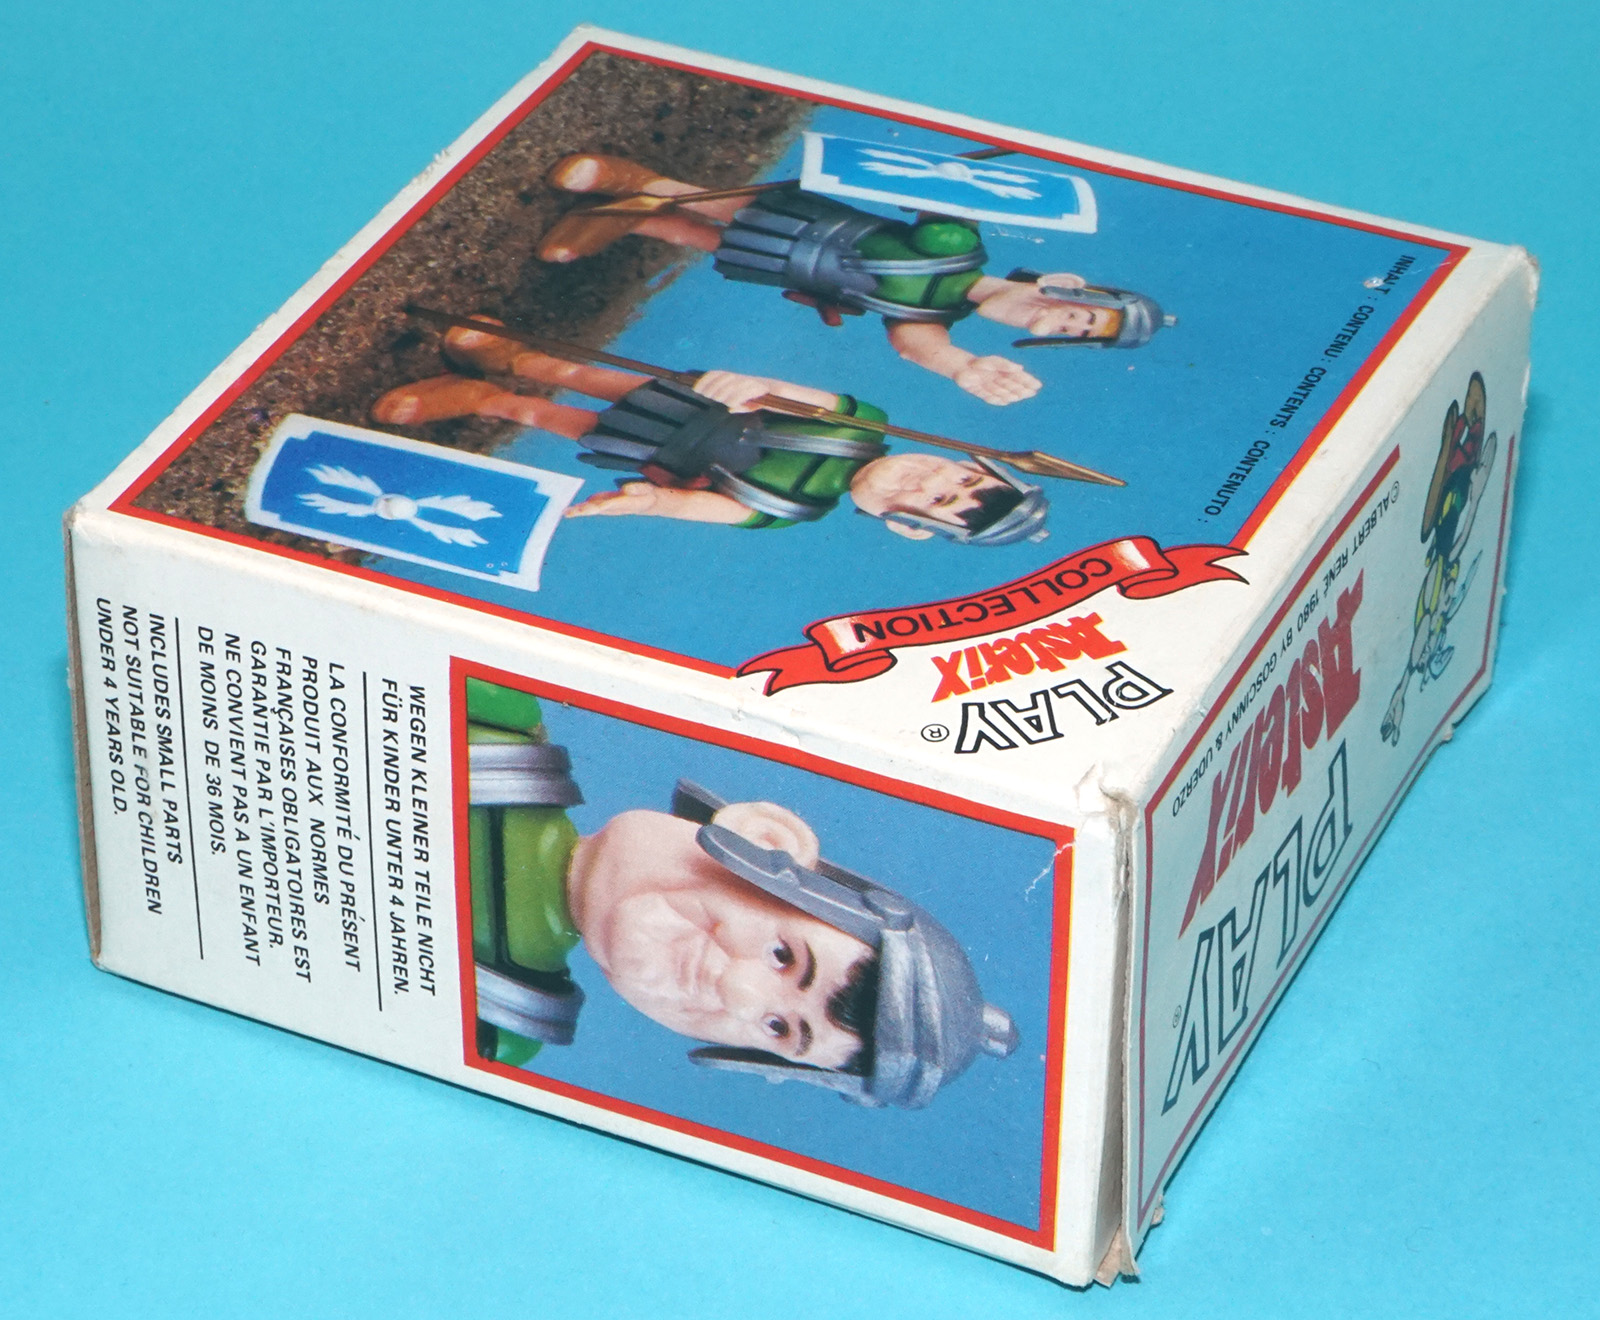 INHALT : CONTENU : CONTENTS : CONTENUTO :
COLLECTION
Asterix
PLAY®
© ALBERT RENÉ 1980 BY GOSCINNY & UDERZO
Asterix
PLAY®
WEGEN KLEINER TEILE NICHT
FÜR KINDER UNTER 4 JAHREN.
LA CONFORMITÉ DU PRÉSENT
PRODUIT AUX NORMES
FRANÇAISES OBLIGATOIRES EST
GARANTIE PAR L'IMPORTEUR.
NE CONVIENT PAS A UN ENFANT
DE MOINS DE 36 MOIS.
INCLUDES SMALL PARTS
NOT SUITABLE FOR CHILDREN
UNDER 4 YEARS OLD.